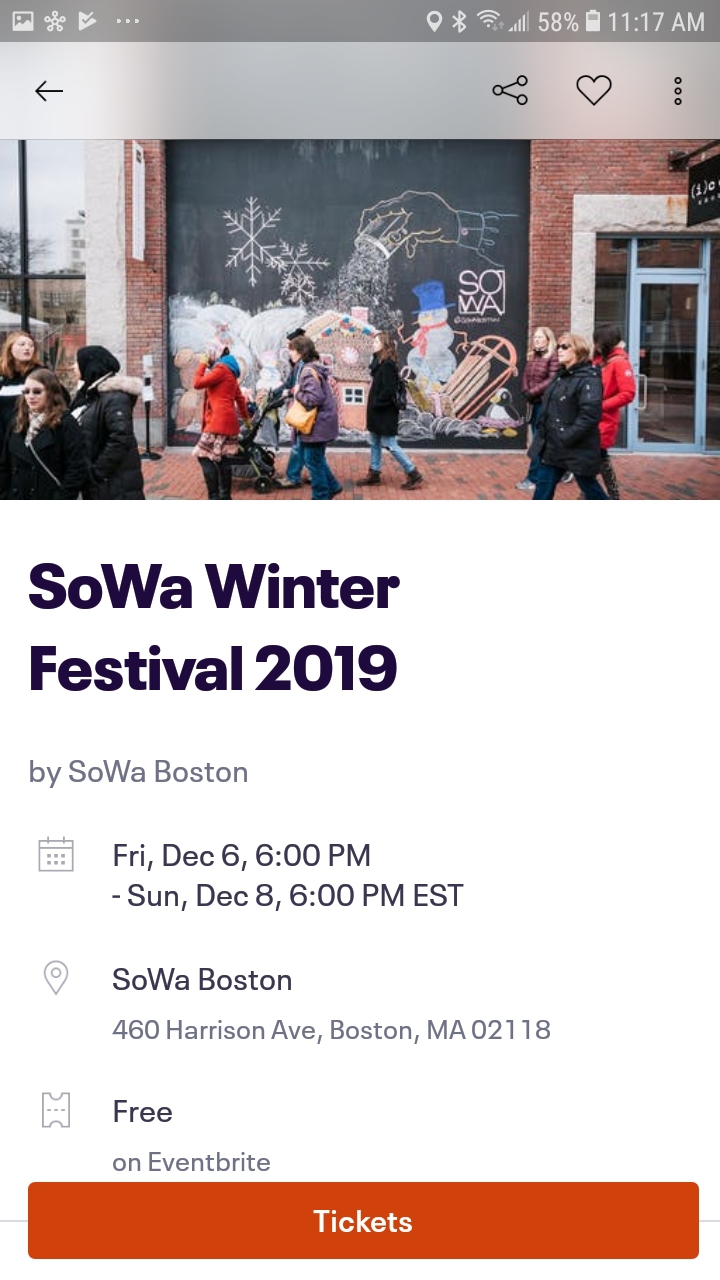 58% 11:17 AM
SO
WA
SoWa Winter
Festival 2019
by SoWa Boston
Fri, Dec 6, 6:00 PM
- Sun, Dec 8, 6:00 PM EST
SoWa Boston
460 Harrison Ave, Boston, MA 02118
Free
on Eventbrite
Tickets